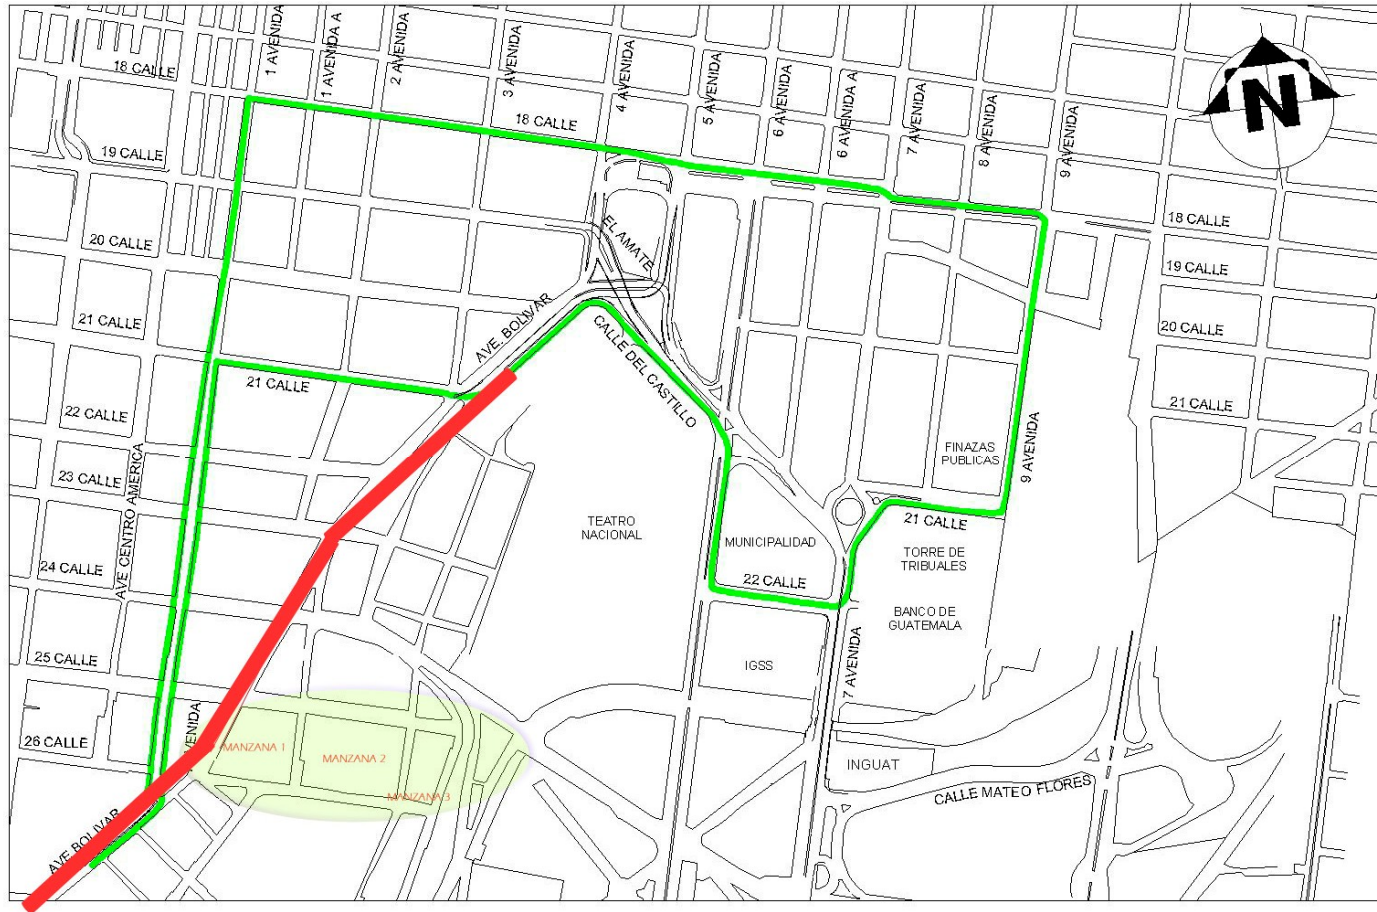 1 AVENIDA
1 AVENIDA A
2 AVENIDA
3 AVENIDA
4 AVENIDA
5 AVENIDA
6 AVENIDA
6 AVENIDA A
7 AVENIDA
8 AVENIDA
9 AVENIDA
N
18 CALLE
18 CALLE
19 CALLE
18 CALLE
20 CALLE
EL AMATE
19 CALLE
21 CALLE
AVE. BOLIVAR
CALLE DEL CASTILLO
20 CALLE
21 CALLE
22 CALLE
21 CALLE
23 CALLE
AVE CENTRO AMERICA
FINAZAS
PUBLICAS
9 AVENIDA
TEATRO
NACIONAL
MUNICIPALIDAD
21 CALLE
24 CALLE
22 CALLE
TORRE DE
TRIBUALES
BANCO DE
GUATEMALA
25 CALLE
IGSS
7 AVENIDA
26 CALLE
VENIDA
MANZANA 1
MANZANA 2
MANZANA 3
INGUAT
CALLE MATEO FLORES
AVE BOLIVAR